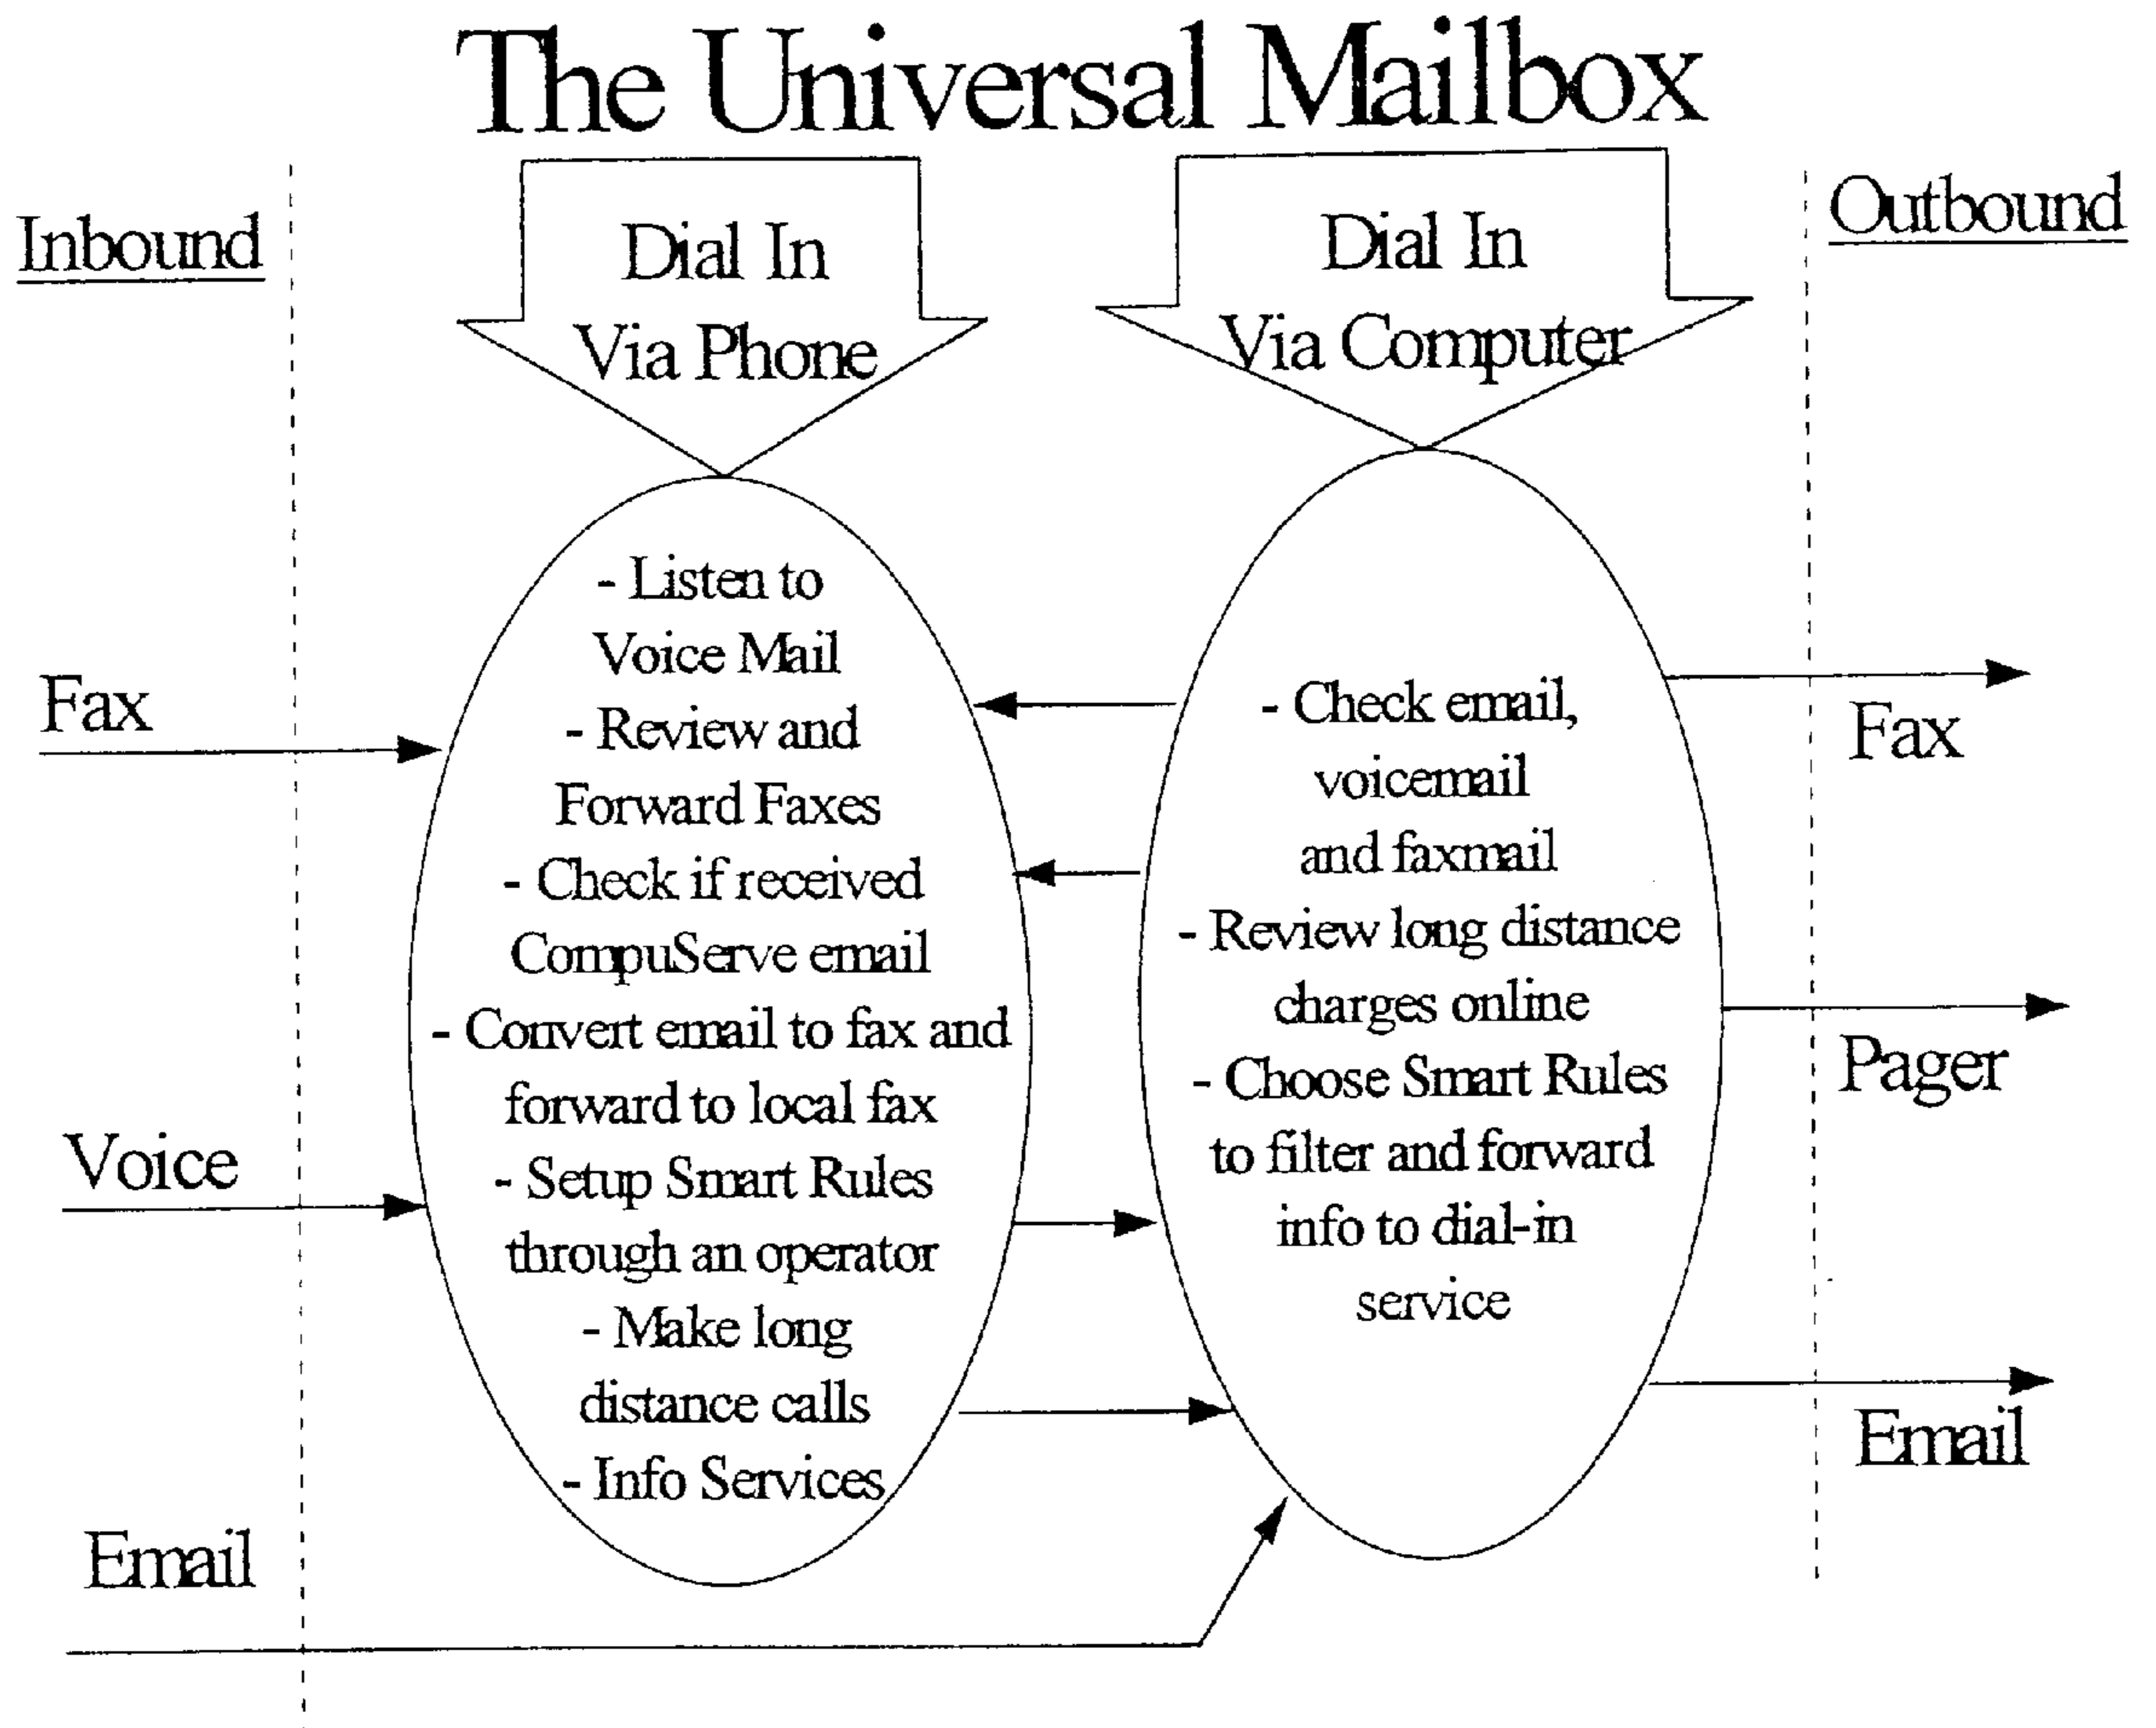 The Universal Mailbox
Inbound
Dial In
Via Phone
Dial In
Via Computer
Outbound
Fax
Voice
Email
- Listen to
Voice Mail
- Review and
Forward Faxes
- Check if received
CompuServe email
- Convert email to fax and
forward to local fax
- Setup Smart Rules
through an operator
- Make long
distance calls
- Info Services
- Check email,
voicemail
and faxmail
- Review long distance
charges online
- Choose Smart Rules
to filter and forward
info to dial-in
service
Fax
Pager
Email